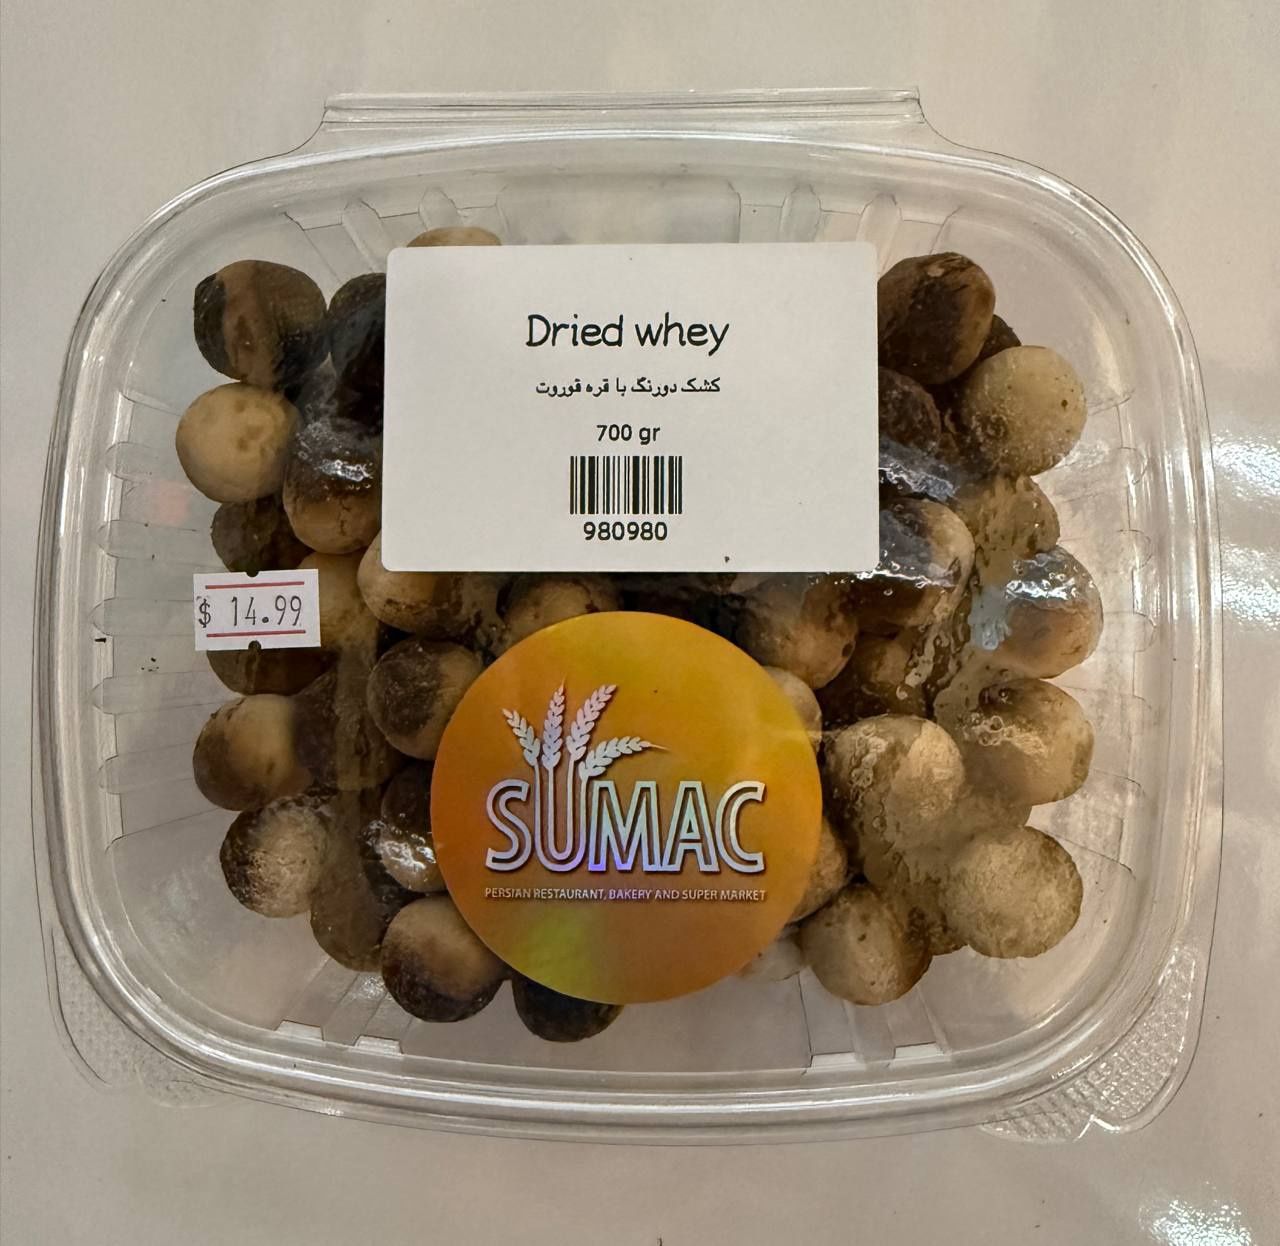 Dried whey
کشک دورنگ با قره قوروت
700 gr
980980
$ 14.99
SUMAC
PERSIAN RESTAURANT, BAKERY AND SUPER MARKET